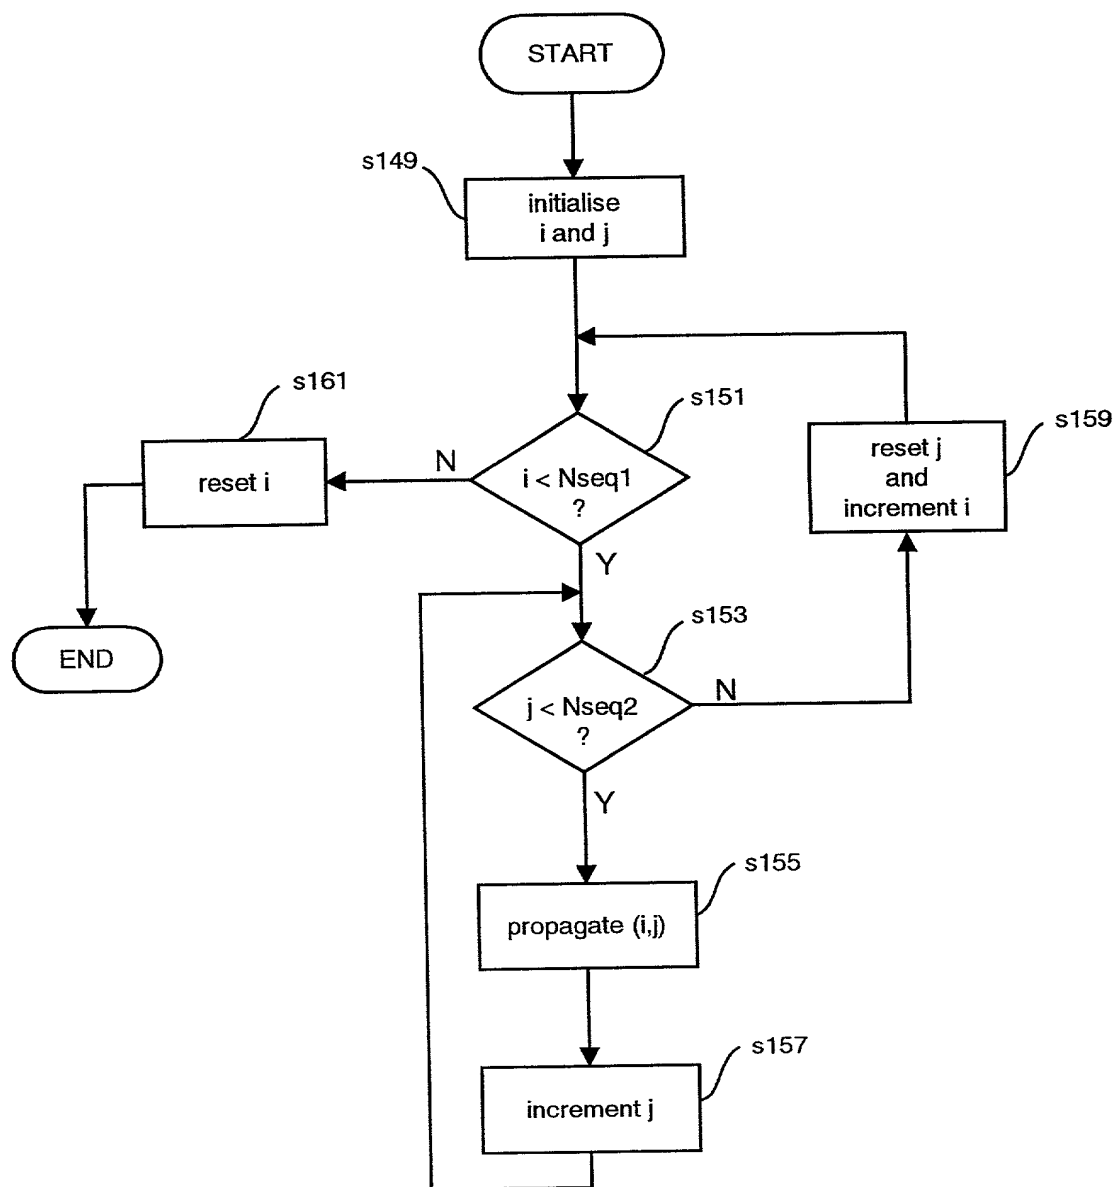 START
s149
initialise
i and j
s161
s151
s159
reset i
N
i < Nseq1
?
reset j
and
increment i
Y
s153
END
j < Nseq2
?
N
Y
s155
propagate (i,j)
s157
increment j